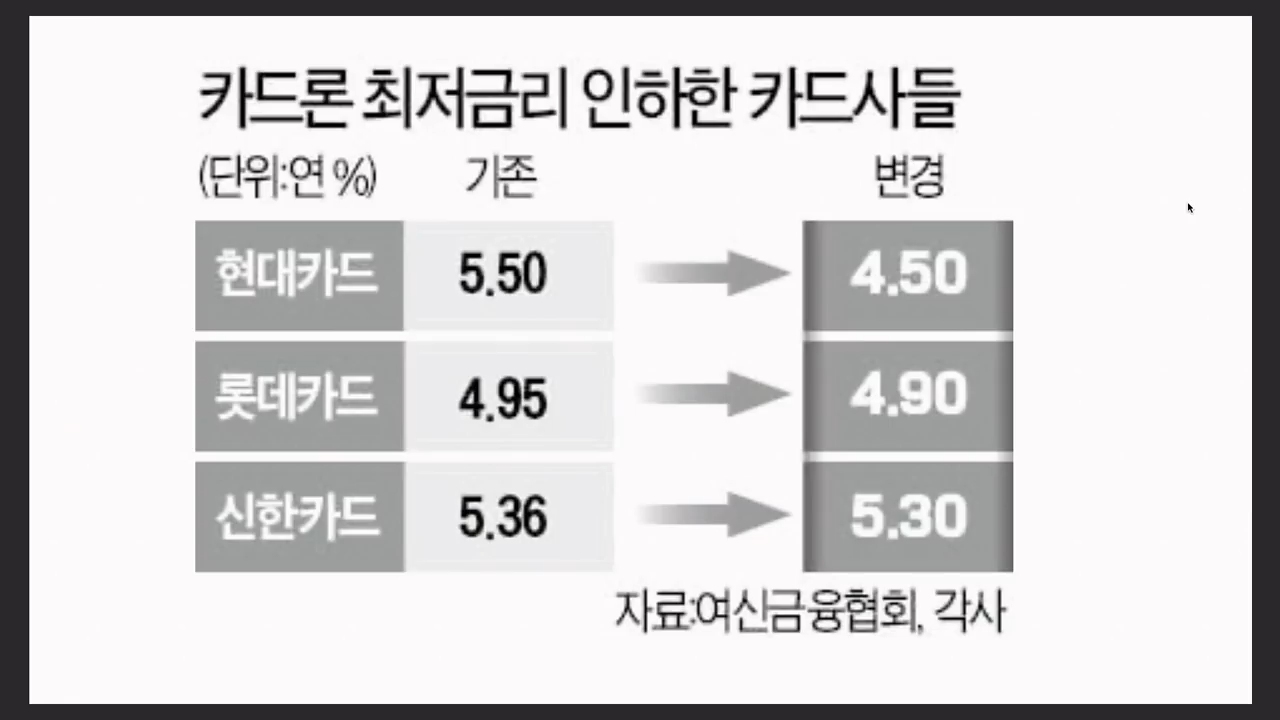 카드론 최저금리 인하한 카드사들
(단위:연 %) 기존 변경
현대카드 5.50 4.50
롯데카드 4.95 4.90
신한카드 5.36 5.30
자료:여신금융협회, 각사